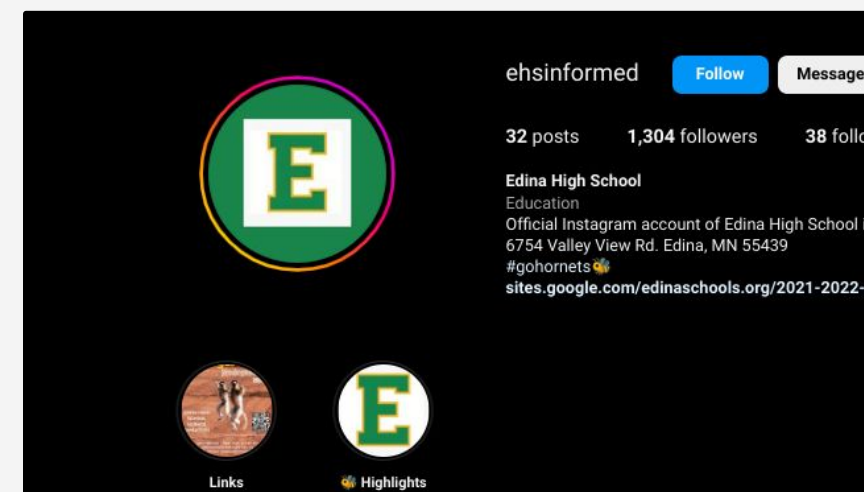 ehsinformed Follow Message
32 posts 1,304 followers 38 follo
Edina High School
Education
Official Instagram account of Edina High School i
6754 Valley View Rd. Edina, MN 55439
#gohornets🐝
sites.google.com/edinaschools.org/2021-2022-
E
E
Links 🐝 Highlights